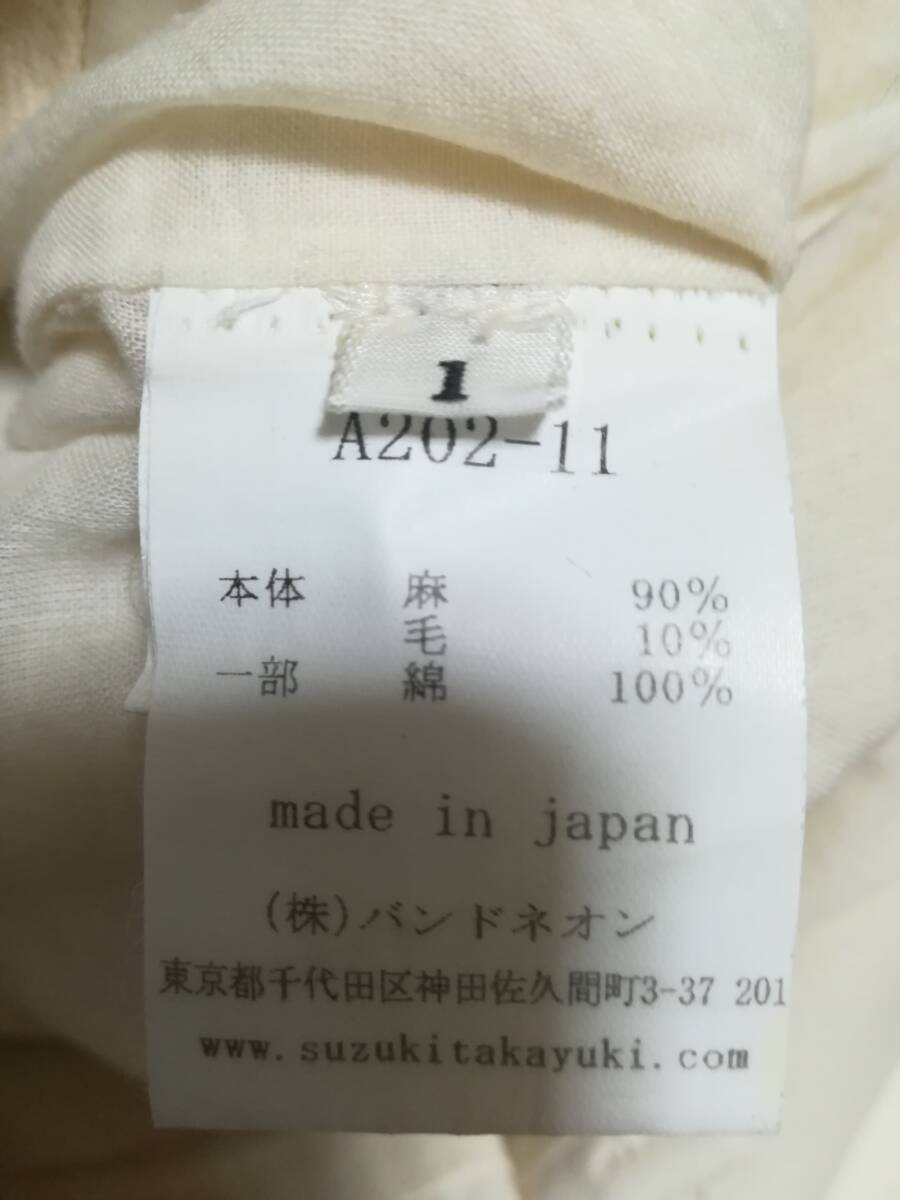 1
A202-11
本体 麻 90%
毛 10%
一部 綿 100%
made in japan
(株)バンドネオン
東京都千代田区神田佐久間町3-37 201
www.suzukitakayuki.com